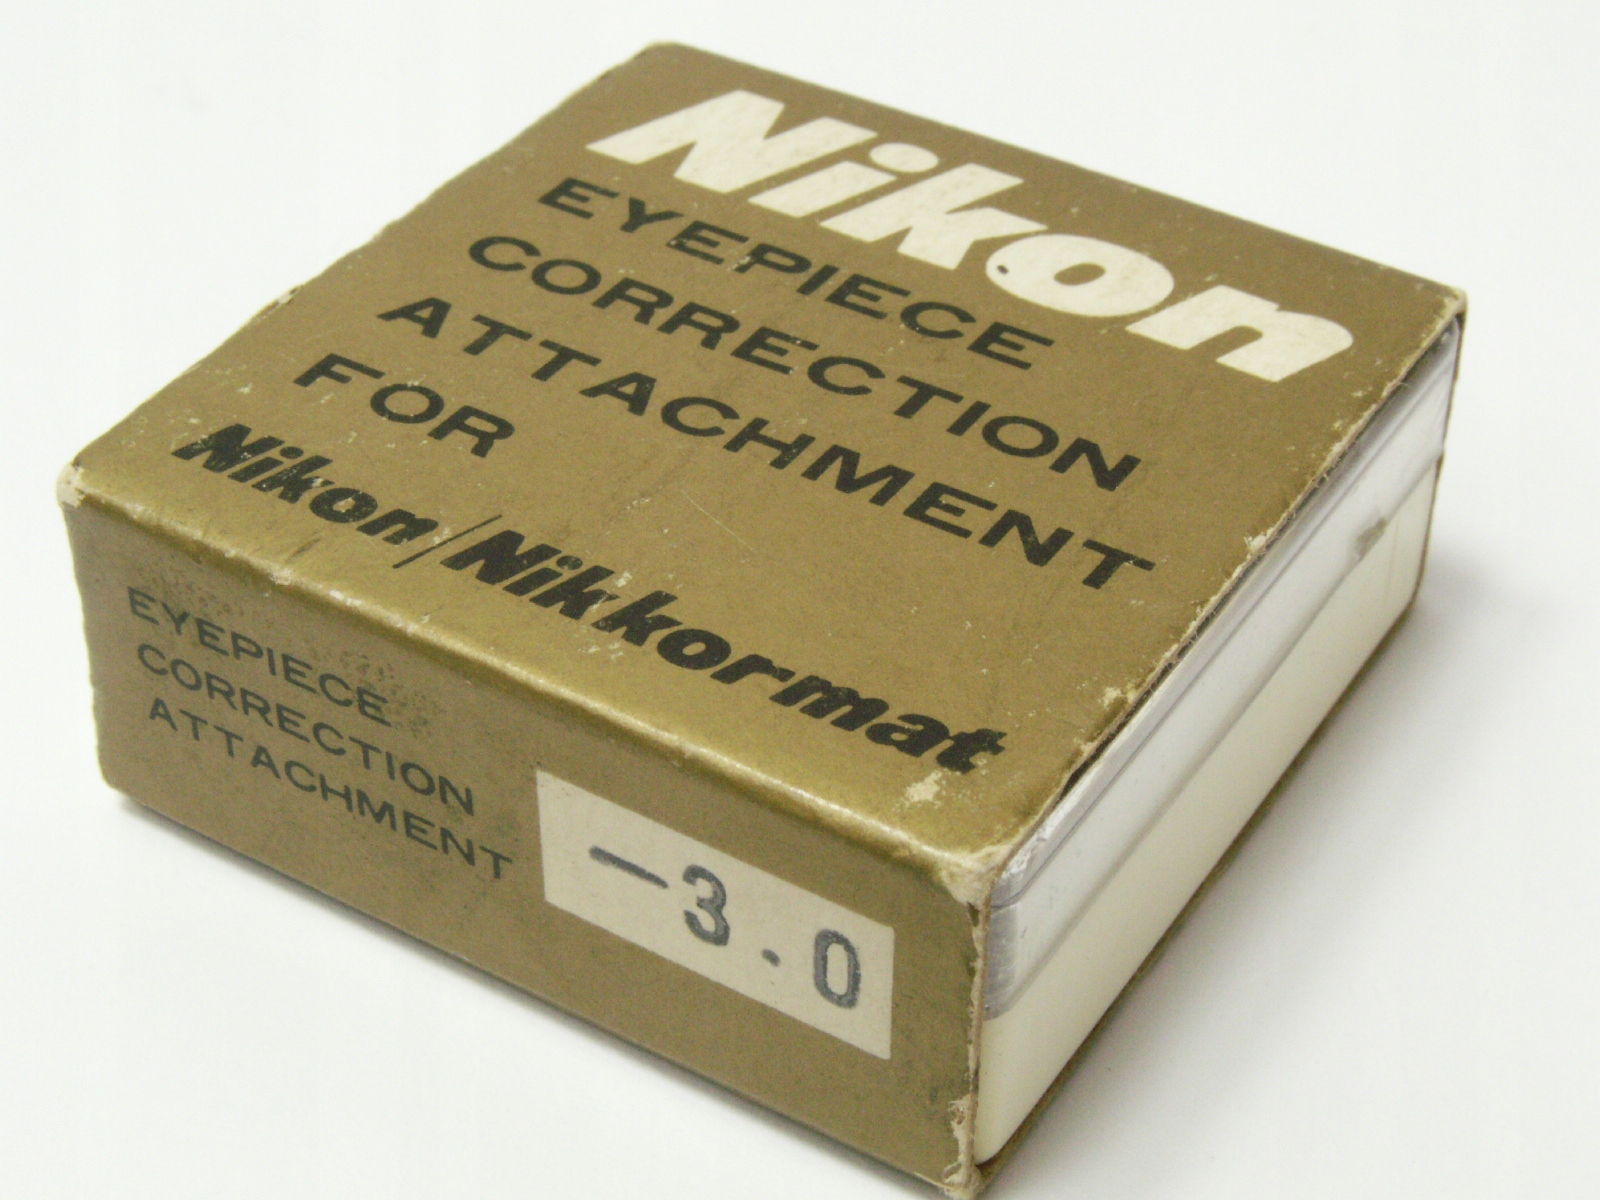 Nikon
EYEPIECE
CORRECTION
ATTACHMENT
FOR
Nikon/Nikkormat
EYEPIECE
CORRECTION
ATTACHMENT
-3.0